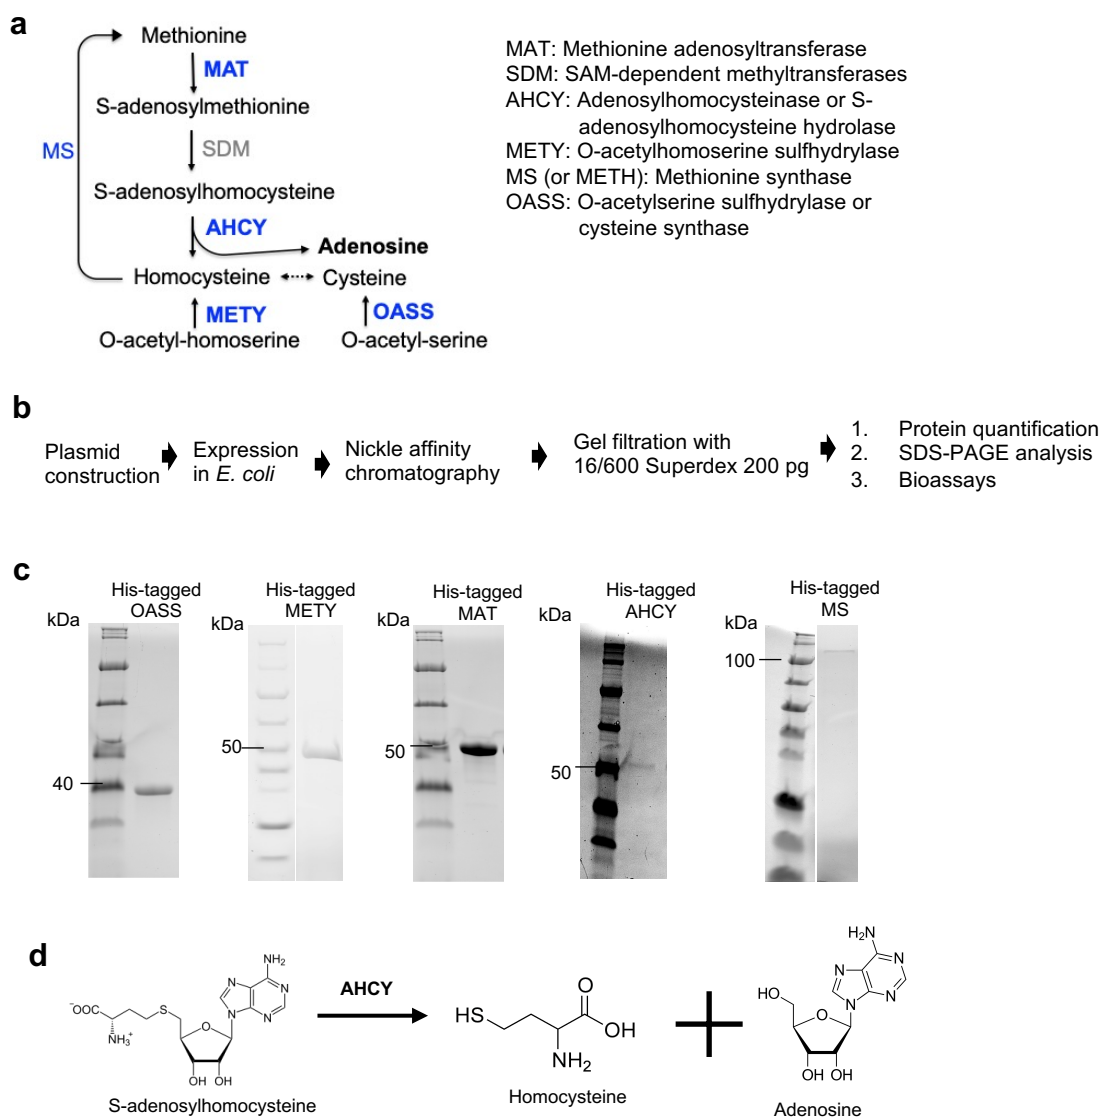 a
Methionine
MAT
S-adenosylmethionine
MS
SDM
S-adenosylhomocysteine
AHCY
Adenosine
Homocysteine
Cysteine
METY
OASS
O-acetyl-homoserine
O-acetyl-serine
MAT: Methionine adenosyltransferase
SDM: SAM-dependent methyltransferases
AHCY: Adenosylhomocysteinase or S-
adenosylhomocysteine hydrolase
METY: O-acetylhomoserine sulfhydrylase
MS (or METH): Methionine synthase
OASS: O-acetylserine sulfhydrylase or
cysteine synthase
b
Plasmid
construction
Expression
in E. coli
Nickle affinity
chromatography
Gel filtration with
16/600 Superdex 200 pg
1. Protein quantification
2. SDS-PAGE analysis
3. Bioassays
c
His-tagged
OASS
kDa
40
His-tagged
METY
kDa
50
His-tagged
MAT
kDa
50
His-tagged
AHCY
kDa
50
His-tagged
MS
kDa
100
d
NH₂
N
N
N
N
⁻OOC
S
NH₃⁺
O
OH OH
S-adenosylhomocysteine
AHCY
O
HS
OH
NH₂
Homocysteine
H₂N
N
N
N
N
HO
O
OH OH
Adenosine